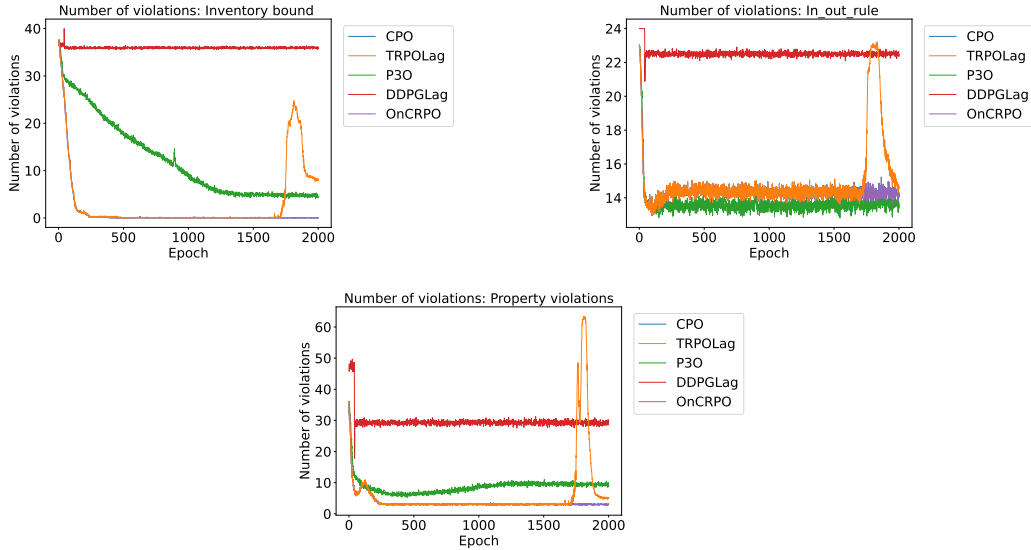 Number of violations: Inventory bound
Number of violations
40
30
20
10
0
0 500 1000 1500 2000
Epoch
CPO
TRPOLag
P3O
DDPGLag
OnCRPO
Number of violations: In_out_rule
Number of violations
24
22
20
18
16
14
0 500 1000 1500 2000
Epoch
CPO
TRPOLag
P3O
DDPGLag
OnCRPO
Number of violations: Property violations
Number of violations
60
50
40
30
20
10
0
0 500 1000 1500 2000
Epoch
CPO
TRPOLag
P3O
DDPGLag
OnCRPO